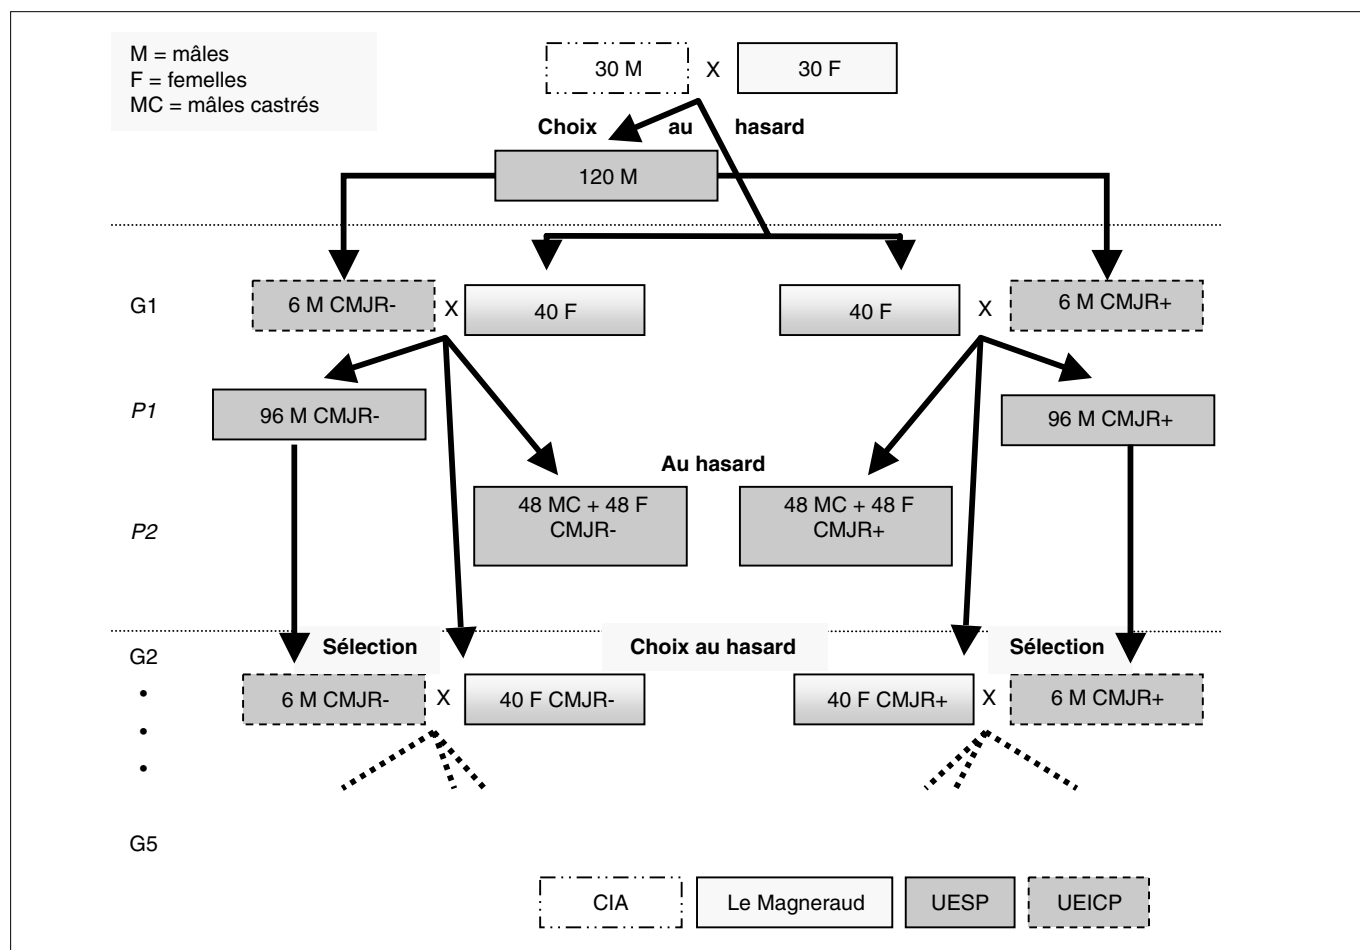 M = mâles
F = femelles
MC = mâles castrés
30 M X 30 F
Choix au hasard
120 M
G1
6 M CMJR- X 40 F 40 F X 6 M CMJR+
P1
96 M CMJR- 96 M CMJR+
Au hasard
P2
48 MC + 48 F
CMJR-
48 MC + 48 F
CMJR+
Sélection Choix au hasard Sélection
G2
•
•
•
6 M CMJR- X 40 F CMJR- 40 F CMJR+ X 6 M CMJR+
G5
CIA Le Magneraud UESP UEICP